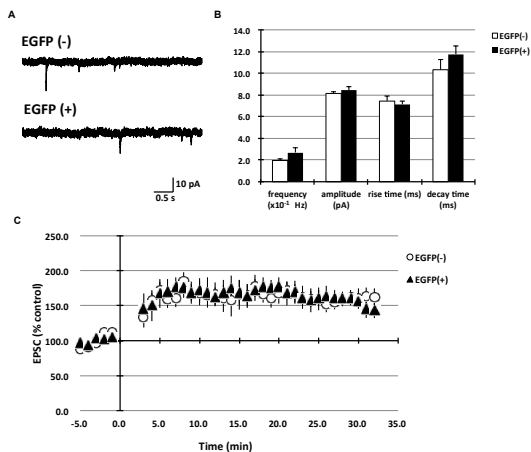 A
EGFP (-)
EGFP (+)
10 pA
0.5 s
B
14.0
12.0
10.0
8.0
6.0
4.0
2.0
0.0
frequency (x10⁻¹ Hz)
amplitude (pA)
rise time (ms)
decay time (ms)
EGFP(-)
EGFP(+)
C
EPSC (% control)
250.0
200.0
150.0
100.0
50.0
0.0
-5.0 0.0 5.0 10.0 15.0 20.0 25.0 30.0 35.0
Time (min)
EGFP(-)
EGFP(+)